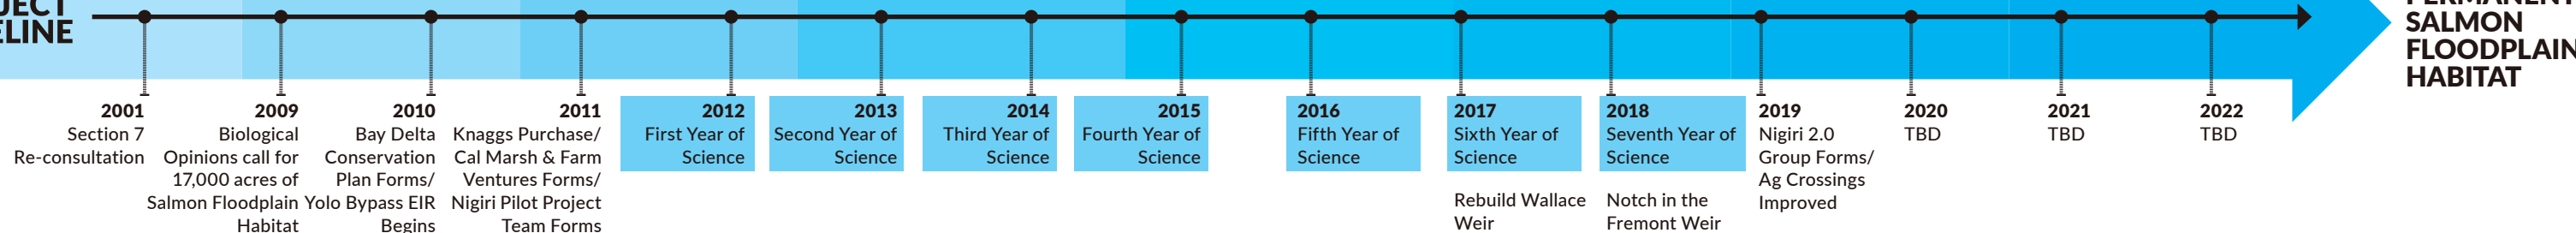 2001
Section 7
Re-consultation
2009
Biological
Opinions call for
17,000 acres of
Salmon Floodplain
Habitat
2010
Bay Delta
Conservation
Plan Forms/
Yolo Bypass EIR
Begins
2011
Knaggs Purchase/
Cal Marsh & Farm
Ventures Forms/
Nigiri Pilot Project
Team Forms
2012
First Year of
Science
2013
Second Year of
Science
2014
Third Year of
Science
2015
Fourth Year of
Science
2016
Fifth Year of
Science
2017
Sixth Year of
Science
Rebuild Wallace
Weir
2018
Seventh Year of
Science
Notch in the
Fremont Weir
2019
Nigiri 2.0
Group Forms/
Ag Crossings
Improved
2020
TBD
2021
TBD
2022
TBD
SALMON
FLOODPLAIN
HABITAT